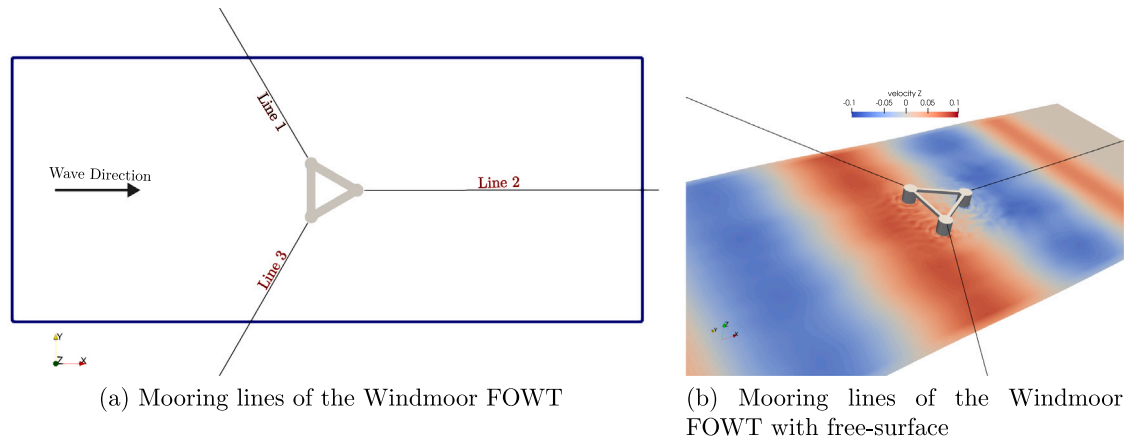 Line 1
Wave Direction
Line 2
Line 3
Y
Z
X
(a) Mooring lines of the Windmoor FOWT
velocity Z
-0.1 -0.05 0 0.05 0.1
Y
Z
X
(b) Mooring lines of the Windmoor
FOWT with free-surface